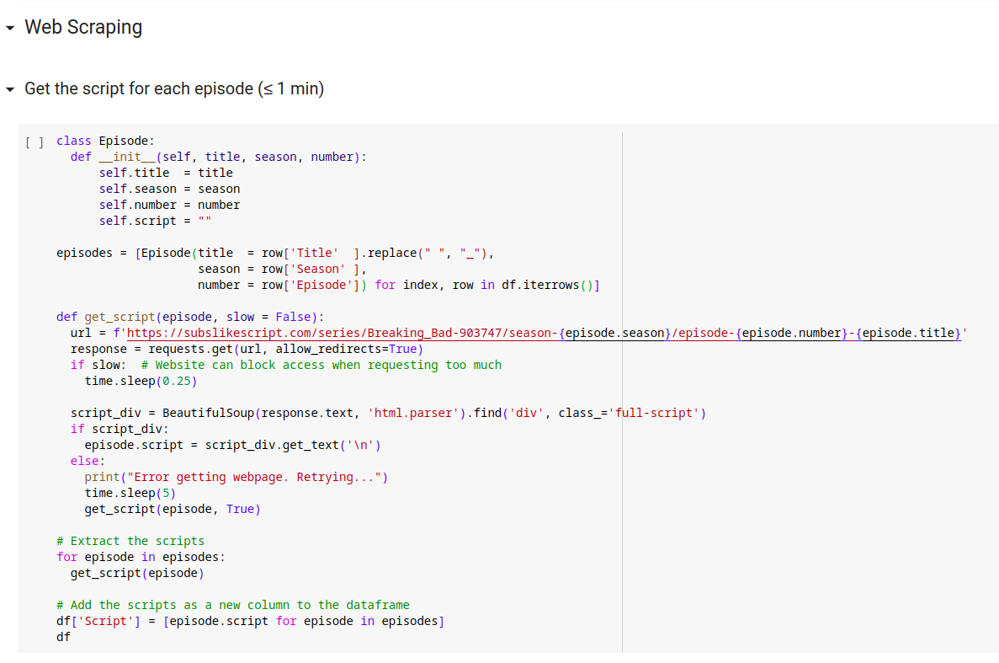 Web Scraping
Get the script for each episode (≤ 1 min)
[ ] class Episode:
  def __init__(self, title, season, number):
      self.title  = title
      self.season = season
      self.number = number
      self.script = ""

episodes = [Episode(title  = row['Title'  ].replace(" ", "_"),
                    season = row['Season' ],
                    number = row['Episode']) for index, row in df.iterrows()]

def get_script(episode, slow = False):
  url = f'https://subslikescript.com/series/Breaking_Bad-903747/season-{episode.season}/episode-{episode.number}-{episode.title}'
  response = requests.get(url, allow_redirects=True)
  if slow:  # Website can block access when requesting too much
    time.sleep(0.25)

  script_div = BeautifulSoup(response.text, 'html.parser').find('div', class_='full-script')
  if script_div:
    episode.script = script_div.get_text('\n')
  else:
    print("Error getting webpage. Retrying...")
    time.sleep(5)
    get_script(episode, True)

# Extract the scripts
for episode in episodes:
  get_script(episode)

# Add the scripts as a new column to the dataframe
df['Script'] = [episode.script for episode in episodes]
df